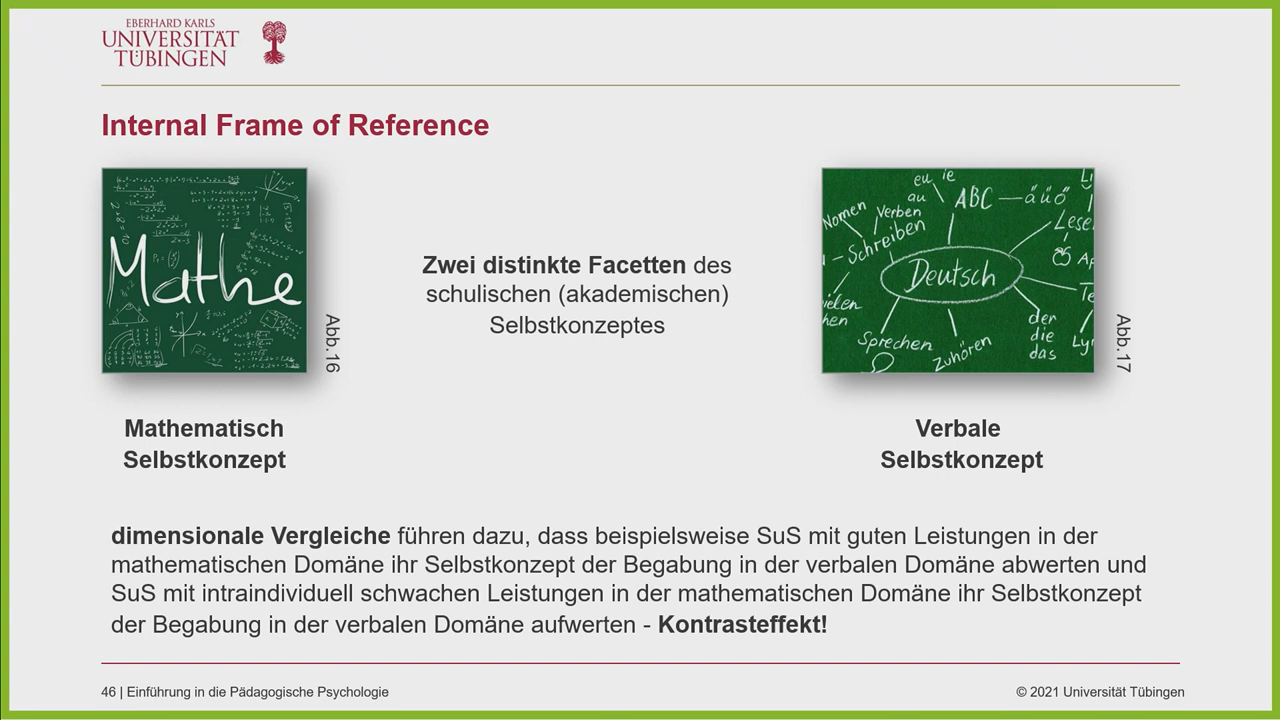 EBERHARD KARLS
UNIVERSITÄT
TÜBINGEN
Internal Frame of Reference
Mathe
Abb.16
Zwei distinkte Facetten des
schulischen (akademischen)
Selbstkonzeptes
eu ie
au
ABC — ä ü ö
Nomen
Verben
Schreiben
Lese
Deutsch
Sprechen
Zuhören
der
die
das
Abb.17
Mathematisch
Selbstkonzept
Verbale
Selbstkonzept
dimensionale Vergleiche führen dazu, dass beispielsweise SuS mit guten Leistungen in der
mathematischen Domäne ihr Selbstkonzept der Begabung in der verbalen Domäne abwerten und
SuS mit intraindividuell schwachen Leistungen in der mathematischen Domäne ihr Selbstkonzept
der Begabung in der verbalen Domäne aufwerten - Kontrasteffekt!
46 | Einführung in die Pädagogische Psychologie
© 2021 Universität Tübingen